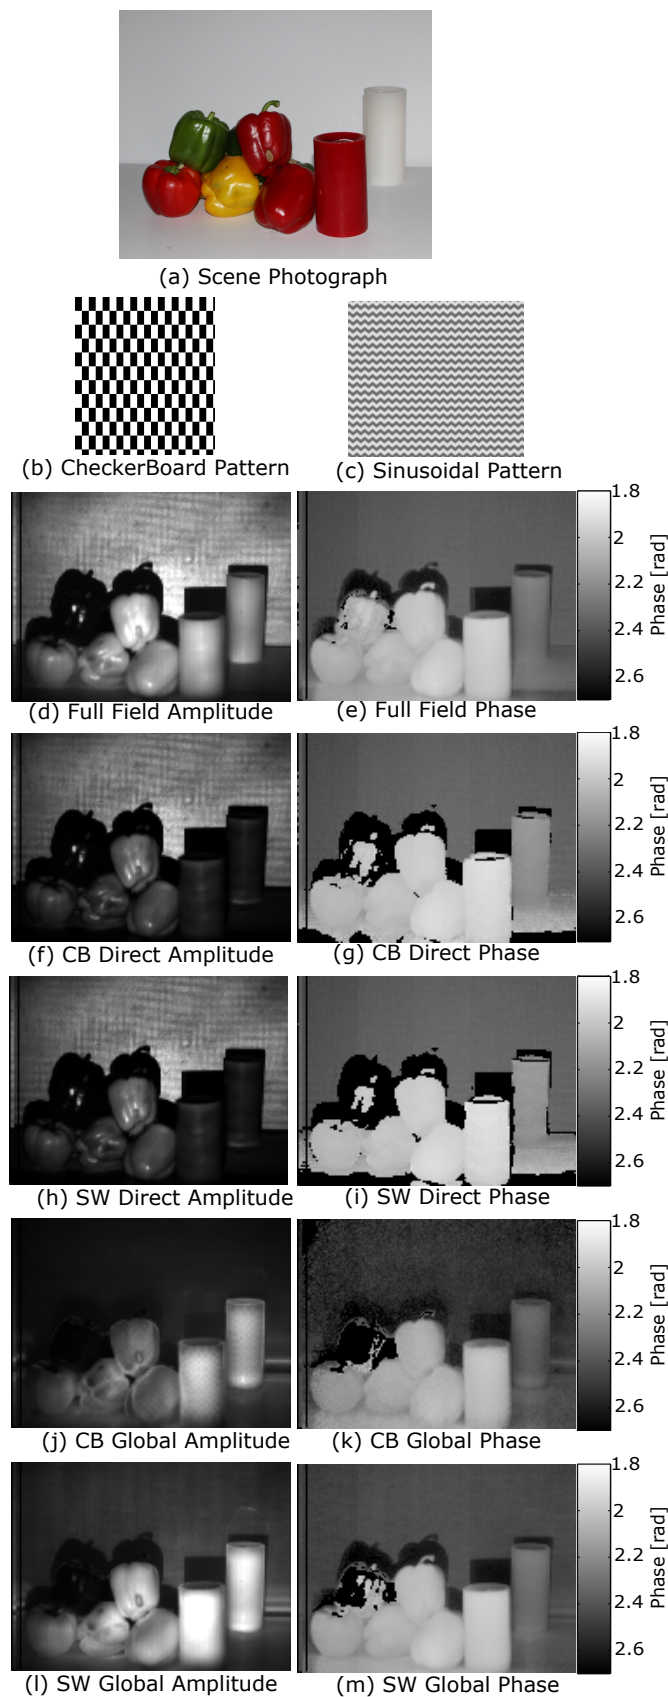 (a) Scene Photograph
(b) CheckerBoard Pattern
(c) Sinusoidal Pattern
1.8
2
2.2
2.4
2.6
Phase [rad]
(d) Full Field Amplitude
(e) Full Field Phase
1.8
2
2.2
2.4
2.6
Phase [rad]
(f) CB Direct Amplitude
(g) CB Direct Phase
1.8
2
2.2
2.4
2.6
Phase [rad]
(h) SW Direct Amplitude
(i) SW Direct Phase
1.8
2
2.2
2.4
2.6
Phase [rad]
(j) CB Global Amplitude
(k) CB Global Phase
1.8
2
2.2
2.4
2.6
Phase [rad]
(l) SW Global Amplitude
(m) SW Global Phase